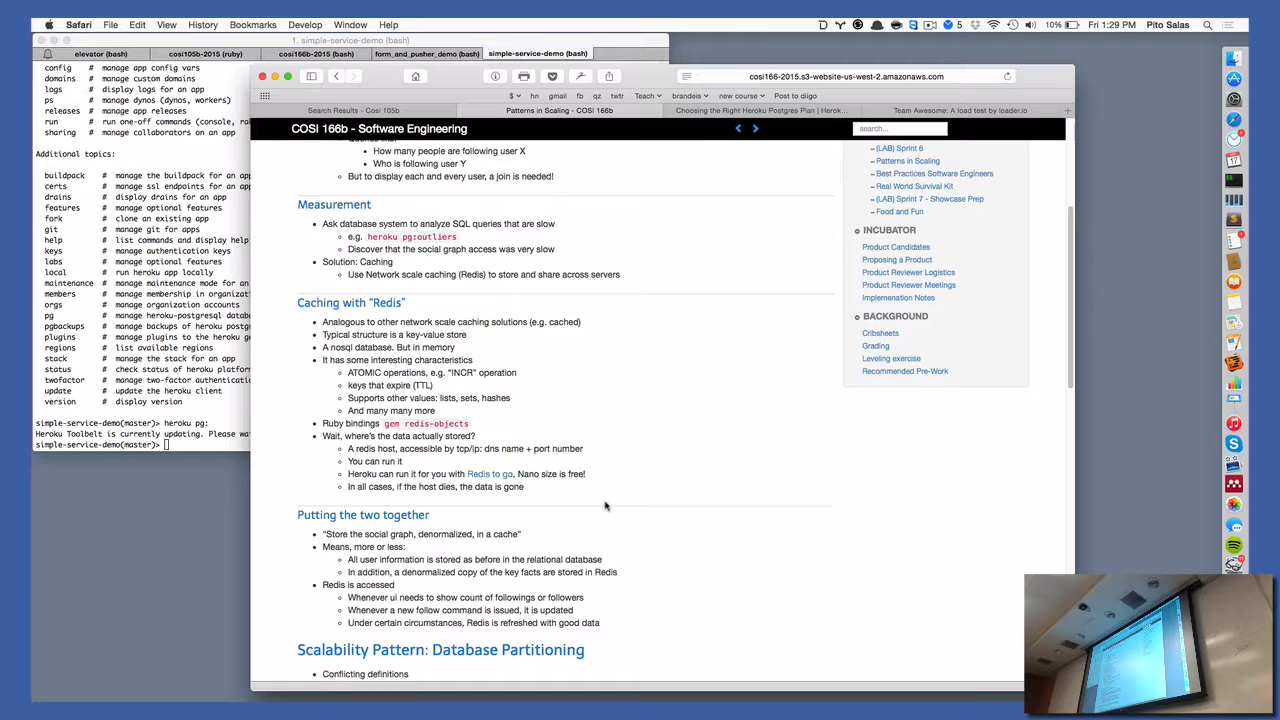 Safari File Edit View History Bookmarks Develop Window Help
5 10% Fri 1:29 PM Pito Salas
1. simple-service-demo (bash)
elevator (bash) cosi105b-2015 (ruby) cosi166b-2015 (bash) form_and_pusher_demo (bash) simple-service-demo (bash)
config # manage app config vars
domains # manage custom domains
logs # display logs for an app
ps # manage dynos (dynos, workers)
releases # manage app releases
run # run one-off commands (console, ra
sharing # manage collaborators on an app
Additional topics:
buildpack # manage the buildpack for an
certs # manage ssl endpoints for an ap
drains # display drains for an app
features # manage optional features
fork # clone an existing app
git # manage git for apps
help # list commands and display help
keys # manage authentication keys
labs # manage optional features
local # run heroku app locally
maintenance # manage maintenance mode for an
members # manage membership in organizat
orgs # manage organization accounts
pg # manage heroku-postgresql databa
pgbackups # manage backups of heroku postgr
plugins # manage plugins to the heroku ge
regions # list available regions
stack # manage the stack for an app
status # check status of heroku platfor
twofactor # manage two-factor authenticati
update # update the heroku client
version # display version
simple-service-demo(master)> heroku pg:
Heroku Toolbelt is currently updating. Please wa
simple-service-demo(master)>
cosi166-2015.s3-website-us-west-2.amazonaws.com
$ hn gmail fb qz twtr Teach brandeis new course Post to diigo
Search Results - Cosi 105b Patterns in Scaling - COSI 166b Choosing the Right Heroku Postgres Plan | Herok... Team Awesome: A load test by loader.io
COSI 166b - Software Engineering
search...
How many people are following user X
Who is following user Y
But to display each and every user, a join is needed!
Measurement
Ask database system to analyze SQL queries that are slow
e.g. heroku pg:outliers
Discover that the social graph access was very slow
Solution: Caching
Use Network scale caching (Redis) to store and share across servers
Caching with “Redis”
Analogous to other network scale caching solutions (e.g. cached)
Typical structure is a key-value store
A nosql database. But in memory
It has some interesting characteristics
ATOMIC operations, e.g. “INCR” operation
keys that expire (TTL)
Supports other values: lists, sets, hashes
And many many more
Ruby bindings gem redis-objects
Wait, where’s the data actually stored?
A redis host, accessible by tcp/ip: dns name + port number
You can run it
Heroku can run it for you with Redis to go. Nano size is free!
In all cases, if the host dies, the data is gone
Putting the two together
“Store the social graph, denormalized, in a cache”
Means, more or less:
All user information is stored as before in the relational database
In addition, a denormalized copy of the key facts are stored in Redis
Redis is accessed
Whenever ui needs to show count of followings or followers
Whenever a new follow command is issued, it is updated
Under certain circumstances, Redis is refreshed with good data
Scalability Pattern: Database Partitioning
Conflicting definitions
– (LAB) Sprint 6
– Patterns in Scaling
– Best Practices Software Engineers
– Real World Survival Kit
– (LAB) Sprint 7 - Showcase Prep
– Food and Fun
INCUBATOR
Product Candidates
Proposing a Product
Product Reviewer Logistics
Product Reviewer Meetings
Implemenation Notes
BACKGROUND
Cribsheets
Grading
Leveling exercise
Recommended Pre-Work